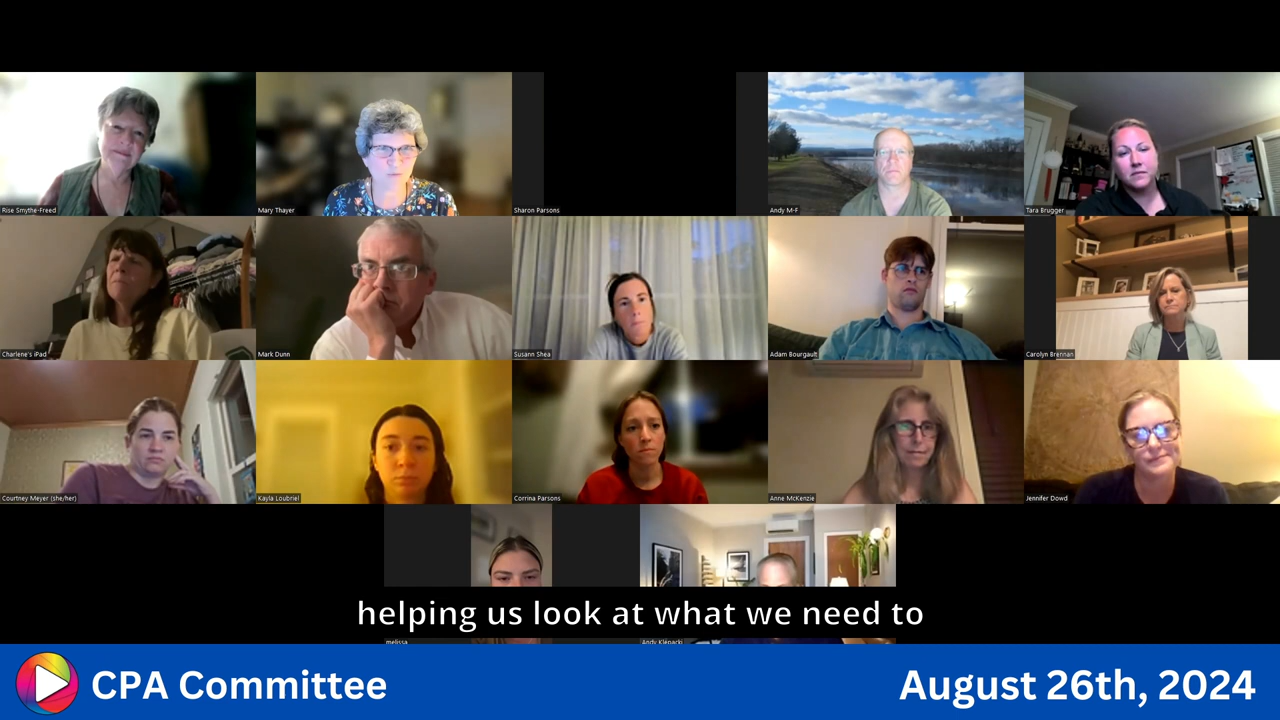 Rise Smythe-Freed
Mary Thayer
Sharon Parsons
Andy M-F
Tara Brugger
Charlene's iPad
Mark Dunn
Susann Shea
Adam Bourgault
Carolyn Brennan
Courtney Meyer (she/her)
Kayla Loubriel
Corrina Parsons
Anne McKenzie
Jennifer Dowd
helping us look at what we need to
melissa
Andy Klepacki
CPA Committee
August 26th, 2024